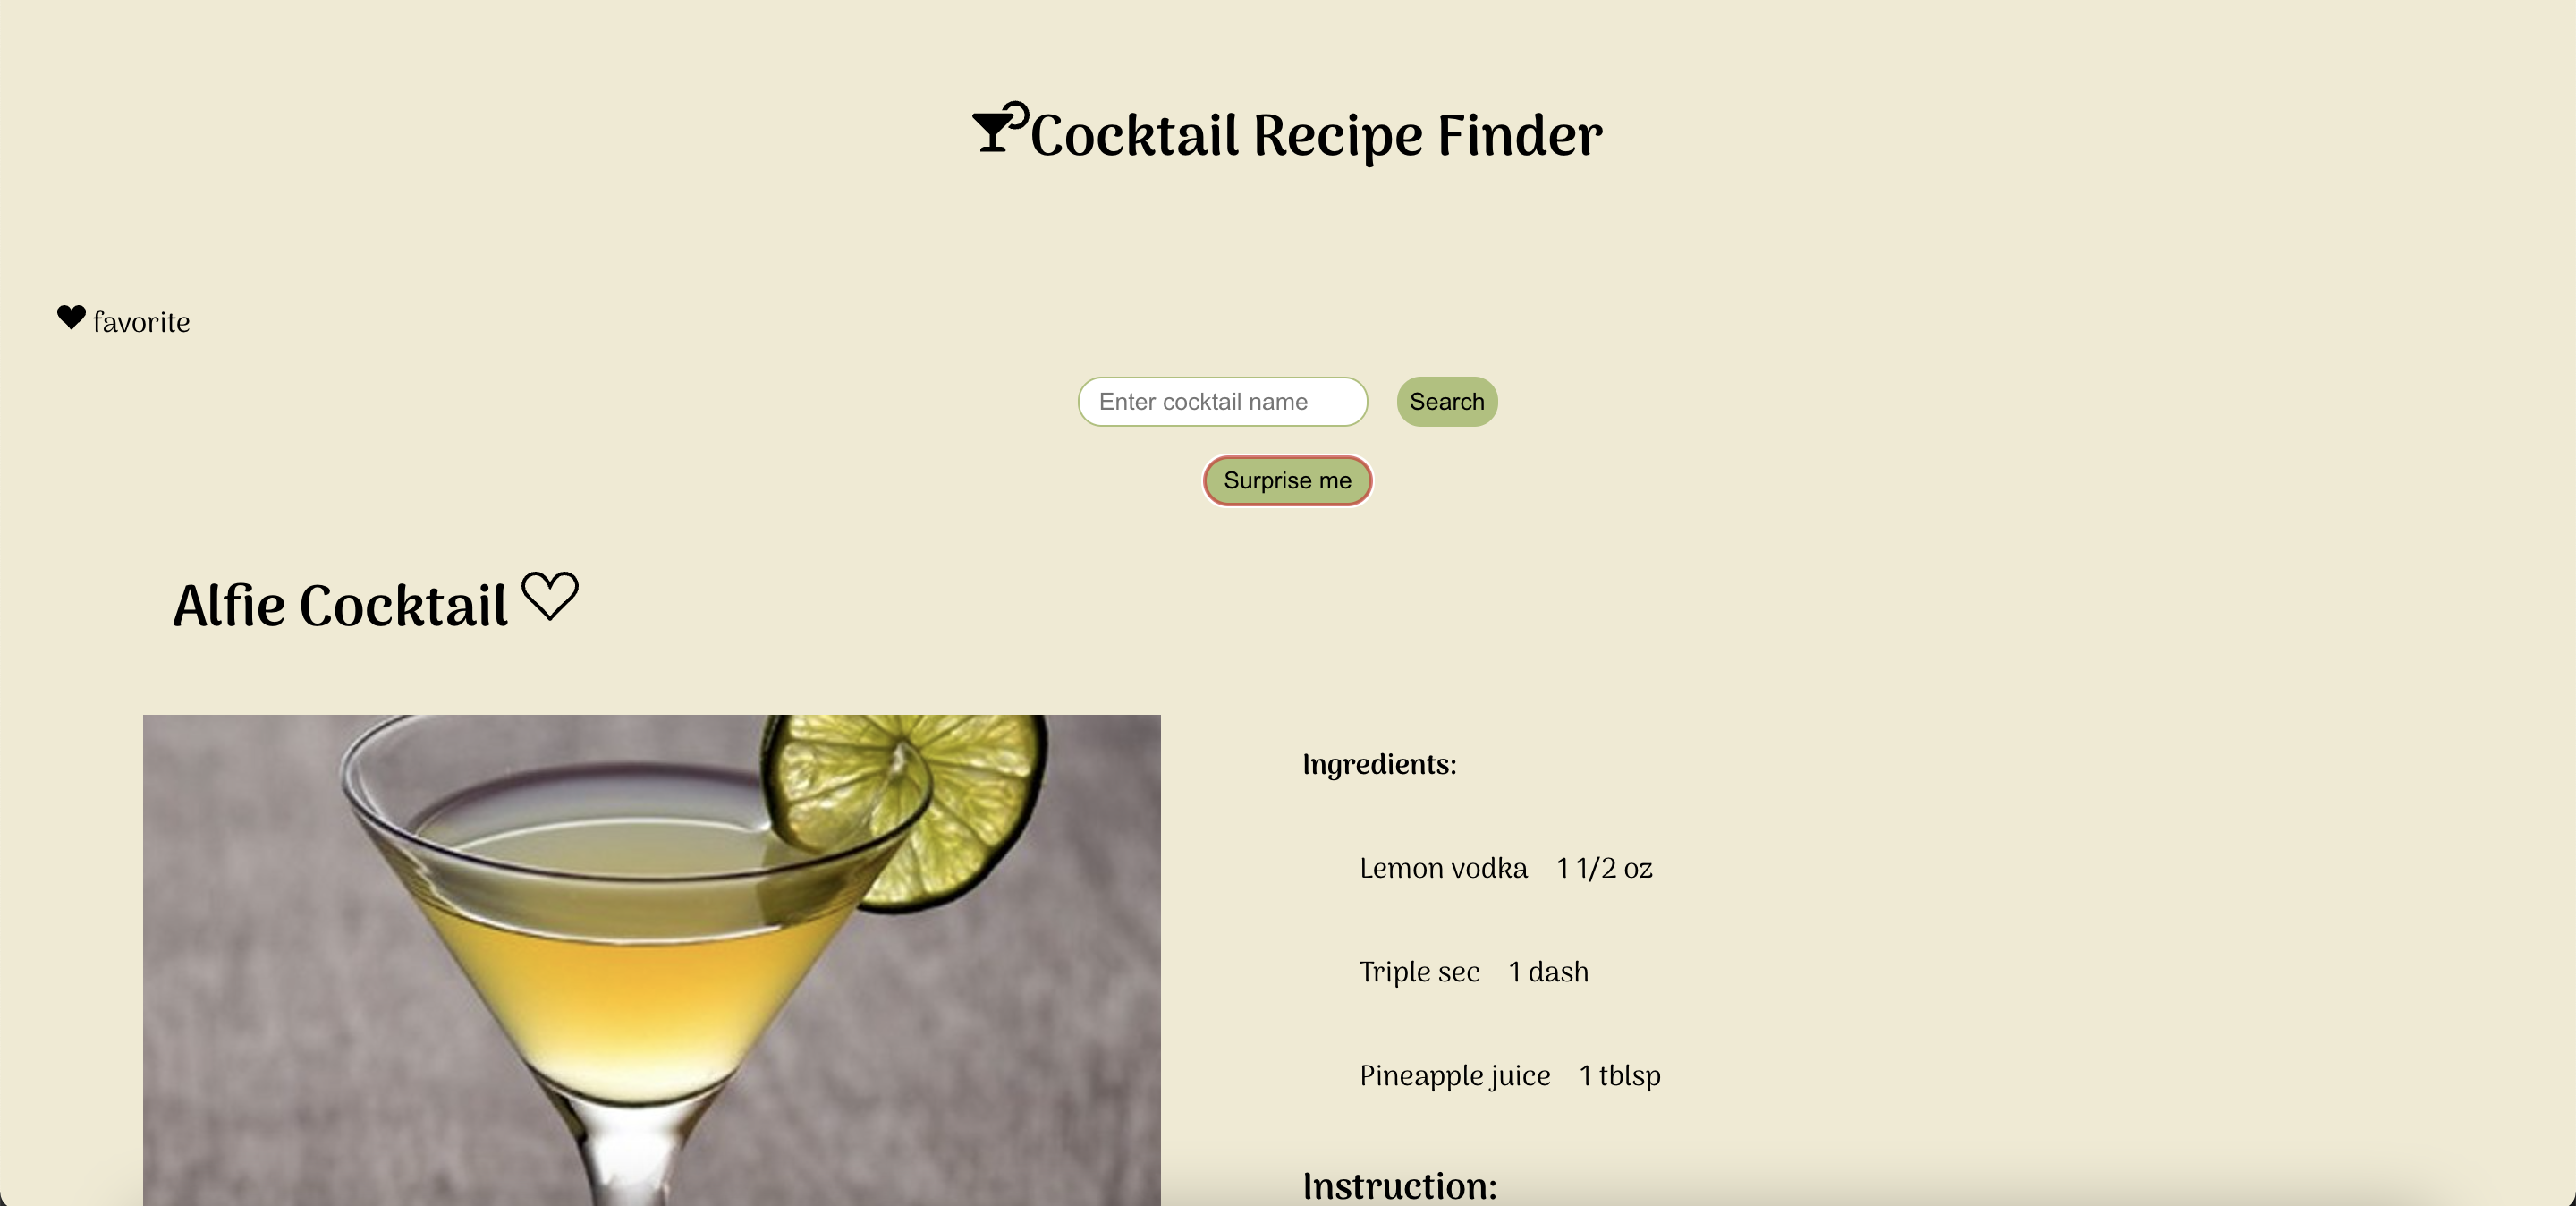 Cocktail Recipe Finder
favorite
Enter cocktail name
Search
Surprise me
Alfie Cocktail
Ingredients:
Lemon vodka 1 1/2 oz
Triple sec 1 dash
Pineapple juice 1 tblsp
Instruction: